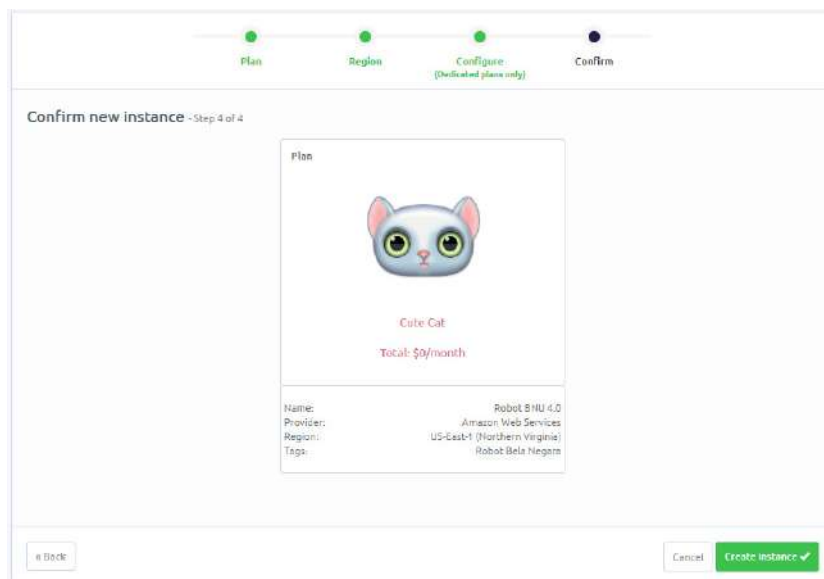 Plan
Region
Configure
(Dedicated plans only)
Confirm
Confirm new instance - Step 4 of 4
Plan
Cute Cat
Total: $0/month
Name: Robot BNU 4.0
Provider: Amazon Web Services
Region: US-East-1 (Northern Virginia)
Tags: Robot Bela Negara
« Back
Cancel
Create instance ✓